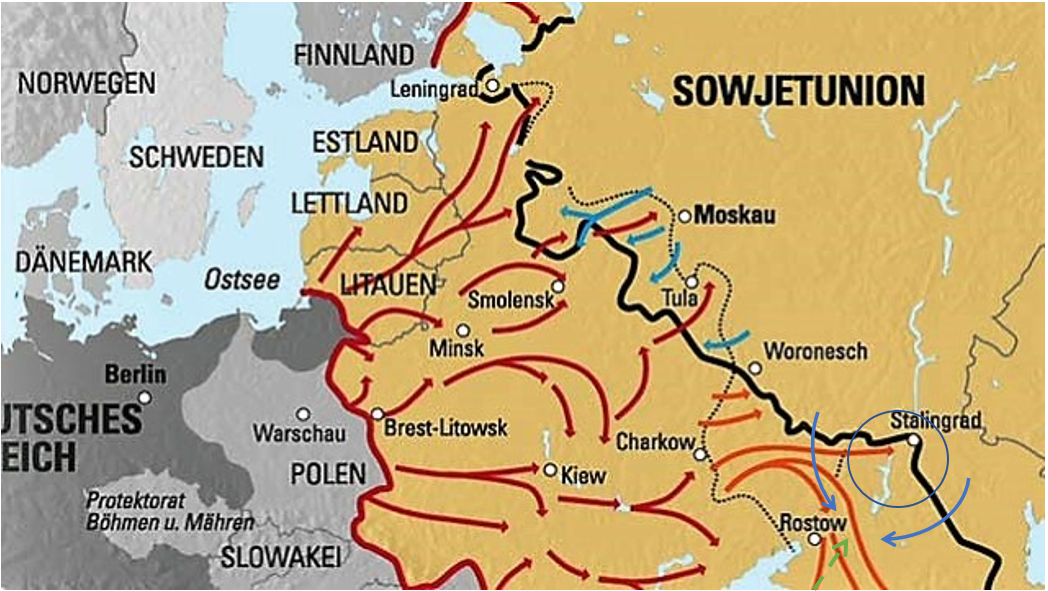 FINNLAND
NORWEGEN
Leningrad
SOWJETUNION
ESTLAND
SCHWEDEN
LETTLAND
Moskau
DÄNEMARK
Ostsee
LITAUEN
Smolensk
Tula
Minsk
Woronesch
Berlin
UTSCHES
EICH
Warschau
Brest-Litowsk
Stalingrad
Charkow
POLEN
Kiew
Protektorat
Böhmen u. Mähren
Rostow
SLOWAKEI